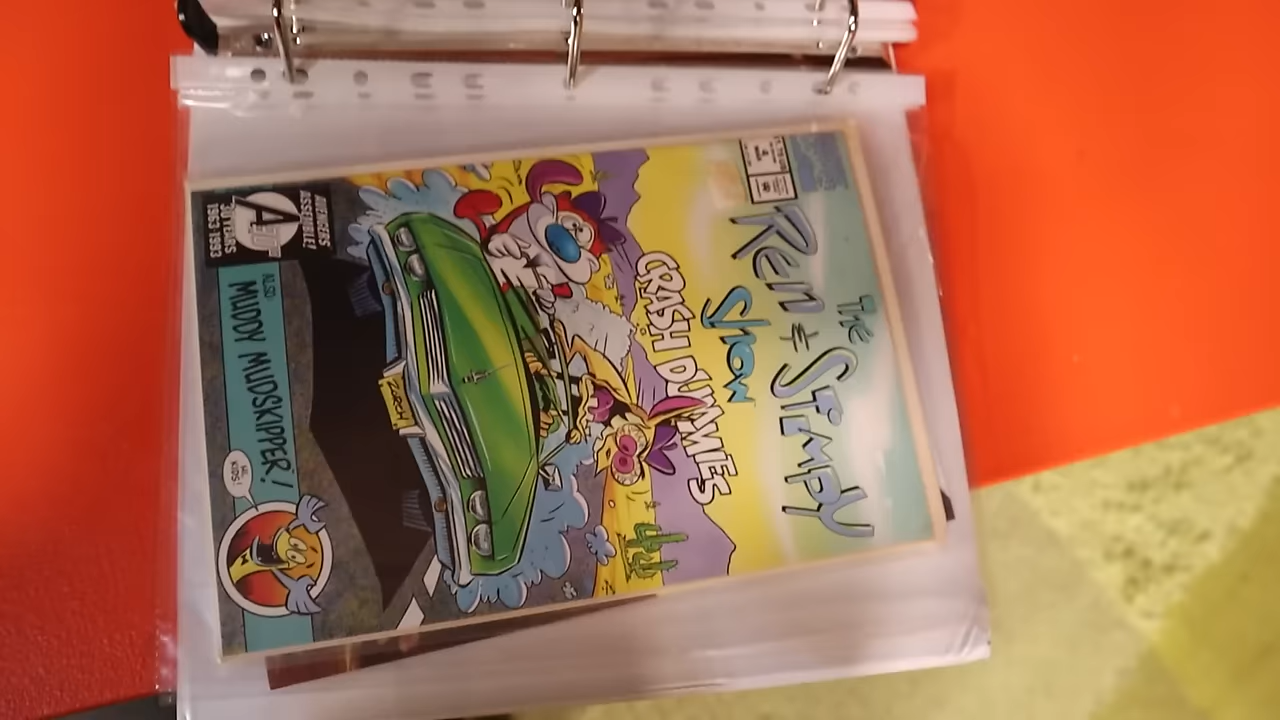 The
Ren & Stimpy
Show
CRASH DUMMIES
ZURCH
AVENGERS
ASSEMBLE!
30 YEARS
1963-1993
ALSO
MUDDY MUDSKIPPER!